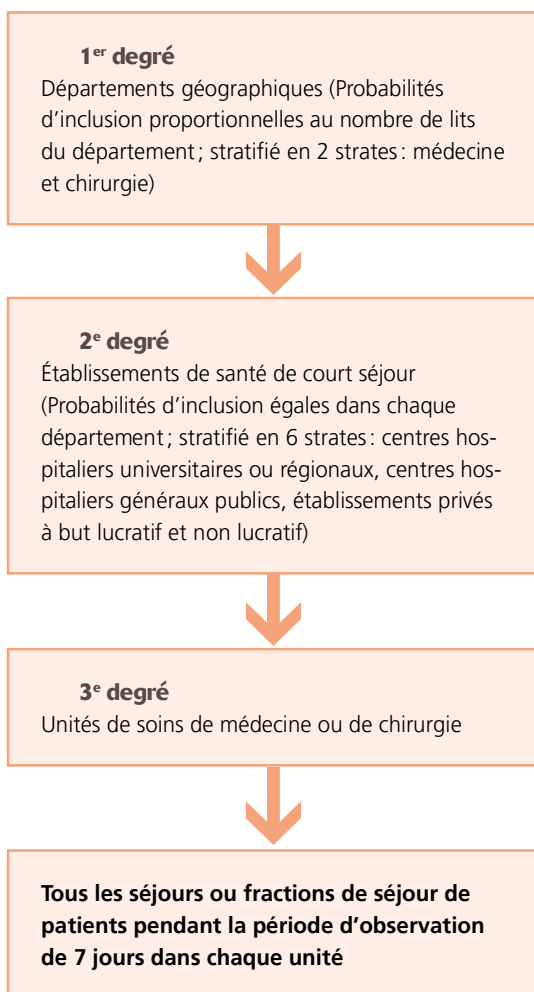 1er degré
Départements géographiques (Probabilités
d’inclusion proportionnelles au nombre de lits
du département ; stratifié en 2 strates : médecine
et chirurgie)
2e degré
Établissements de santé de court séjour
(Probabilités d’inclusion égales dans chaque
département ; stratifié en 6 strates : centres hos-
pitaliers universitaires ou régionaux, centres hos-
pitaliers généraux publics, établissements privés
à but lucratif et non lucratif)
3e degré
Unités de soins de médecine ou de chirurgie
Tous les séjours ou fractions de séjour de
patients pendant la période d’observation
de 7 jours dans chaque unité